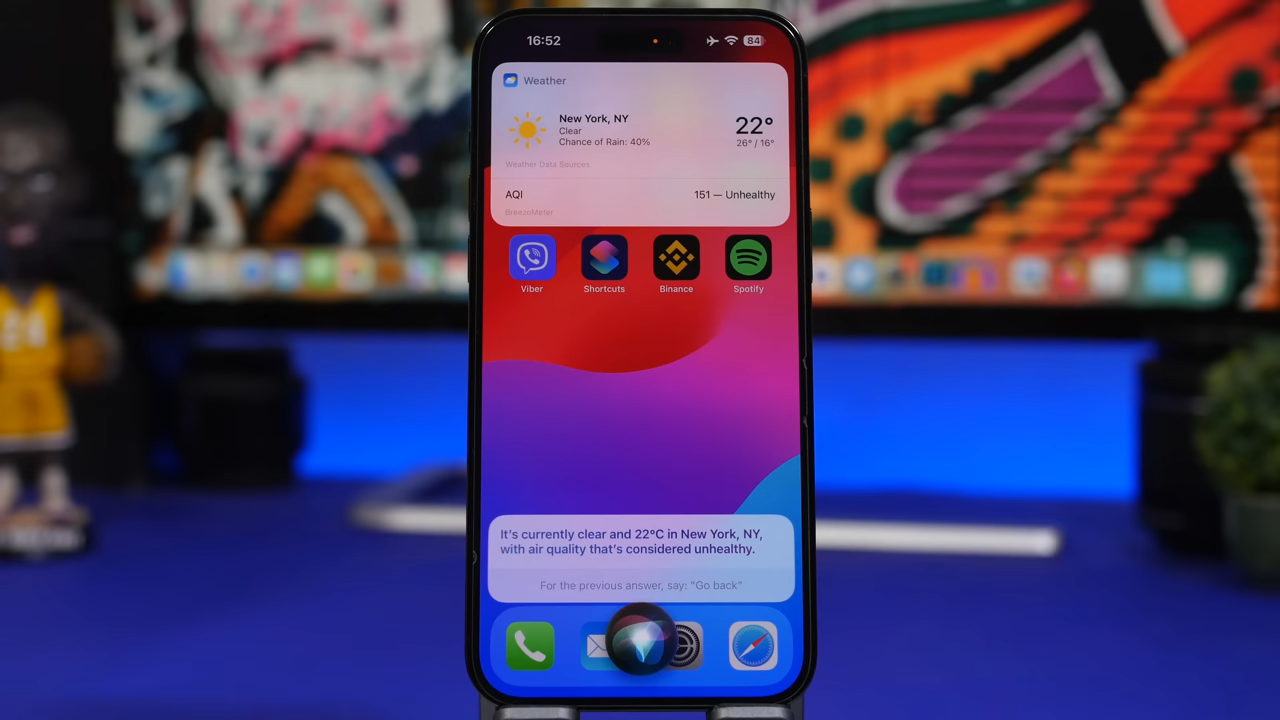 16:52
84
Weather
New York, NY
Clear
Chance of Rain: 40%
22°
26° / 16°
Weather Data Sources
AQI
151 — Unhealthy
BreezoMeter
Viber
Shortcuts
Binance
Spotify
It's currently clear and 22°C in New York, NY,
with air quality that's considered unhealthy.
For the previous answer, say: "Go back"
24